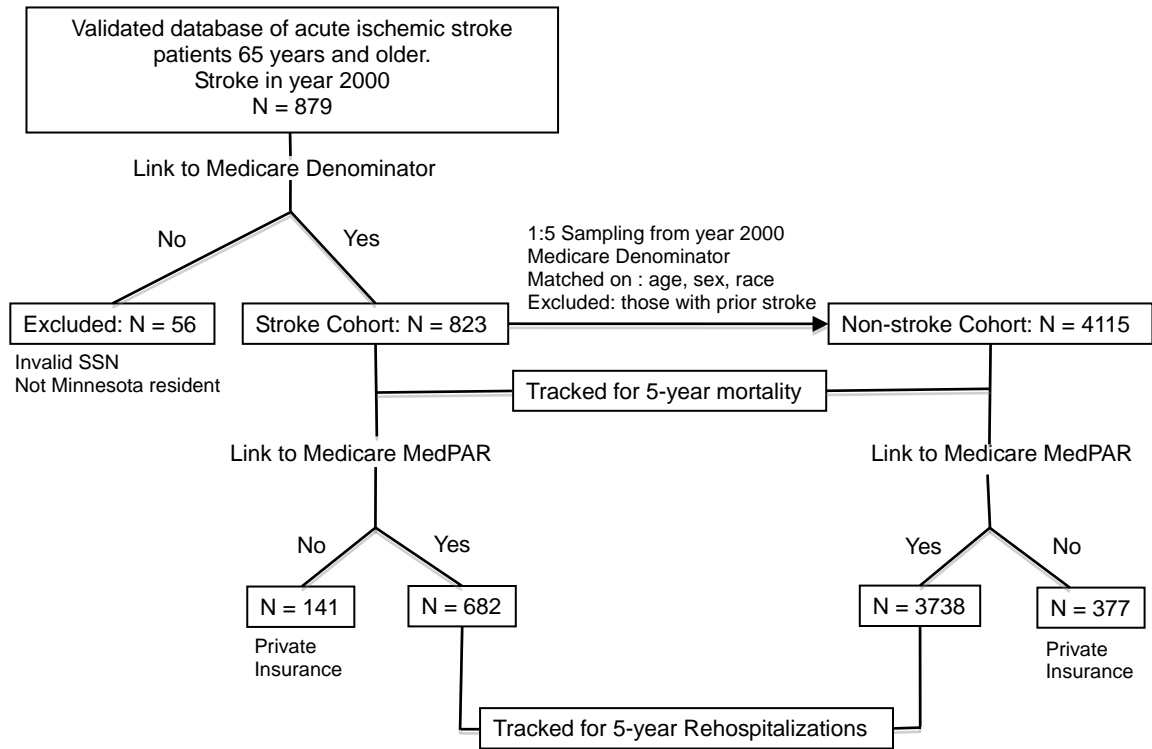 Validated database of acute ischemic stroke
patients 65 years and older.
Stroke in year 2000
N = 879
Link to Medicare Denominator
No
Yes
1:5 Sampling from year 2000
Medicare Denominator
Matched on : age, sex, race
Excluded: those with prior stroke
Excluded: N = 56
Stroke Cohort: N = 823
Non-stroke Cohort: N = 4115
Invalid SSN
Not Minnesota resident
Tracked for 5-year mortality
Link to Medicare MedPAR
Link to Medicare MedPAR
No
Yes
Yes
No
N = 141
N = 682
N = 3738
N = 377
Private
Insurance
Private
Insurance
Tracked for 5-year Rehospitalizations